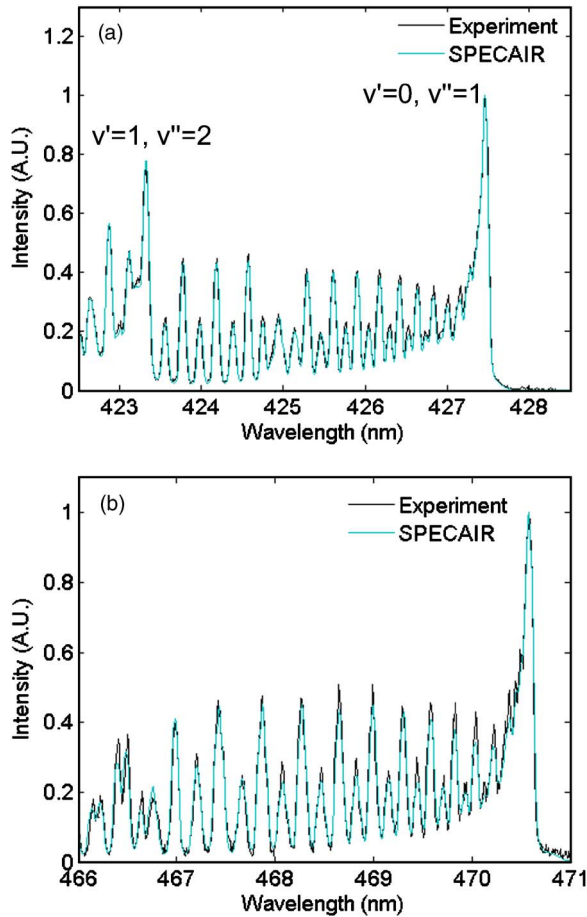 (a)
Experiment
SPECAIR
v'=0, v''=1
v'=1, v''=2
1.2
1
0.8
0.6
0.4
0.2
0
Intensity (A.U.)
423 424 425 426 427 428
Wavelength (nm)
(b)
Experiment
SPECAIR
1
0.8
0.6
0.4
0.2
0
Intensity (A.U.)
466 467 468 469 470 471
Wavelength (nm)